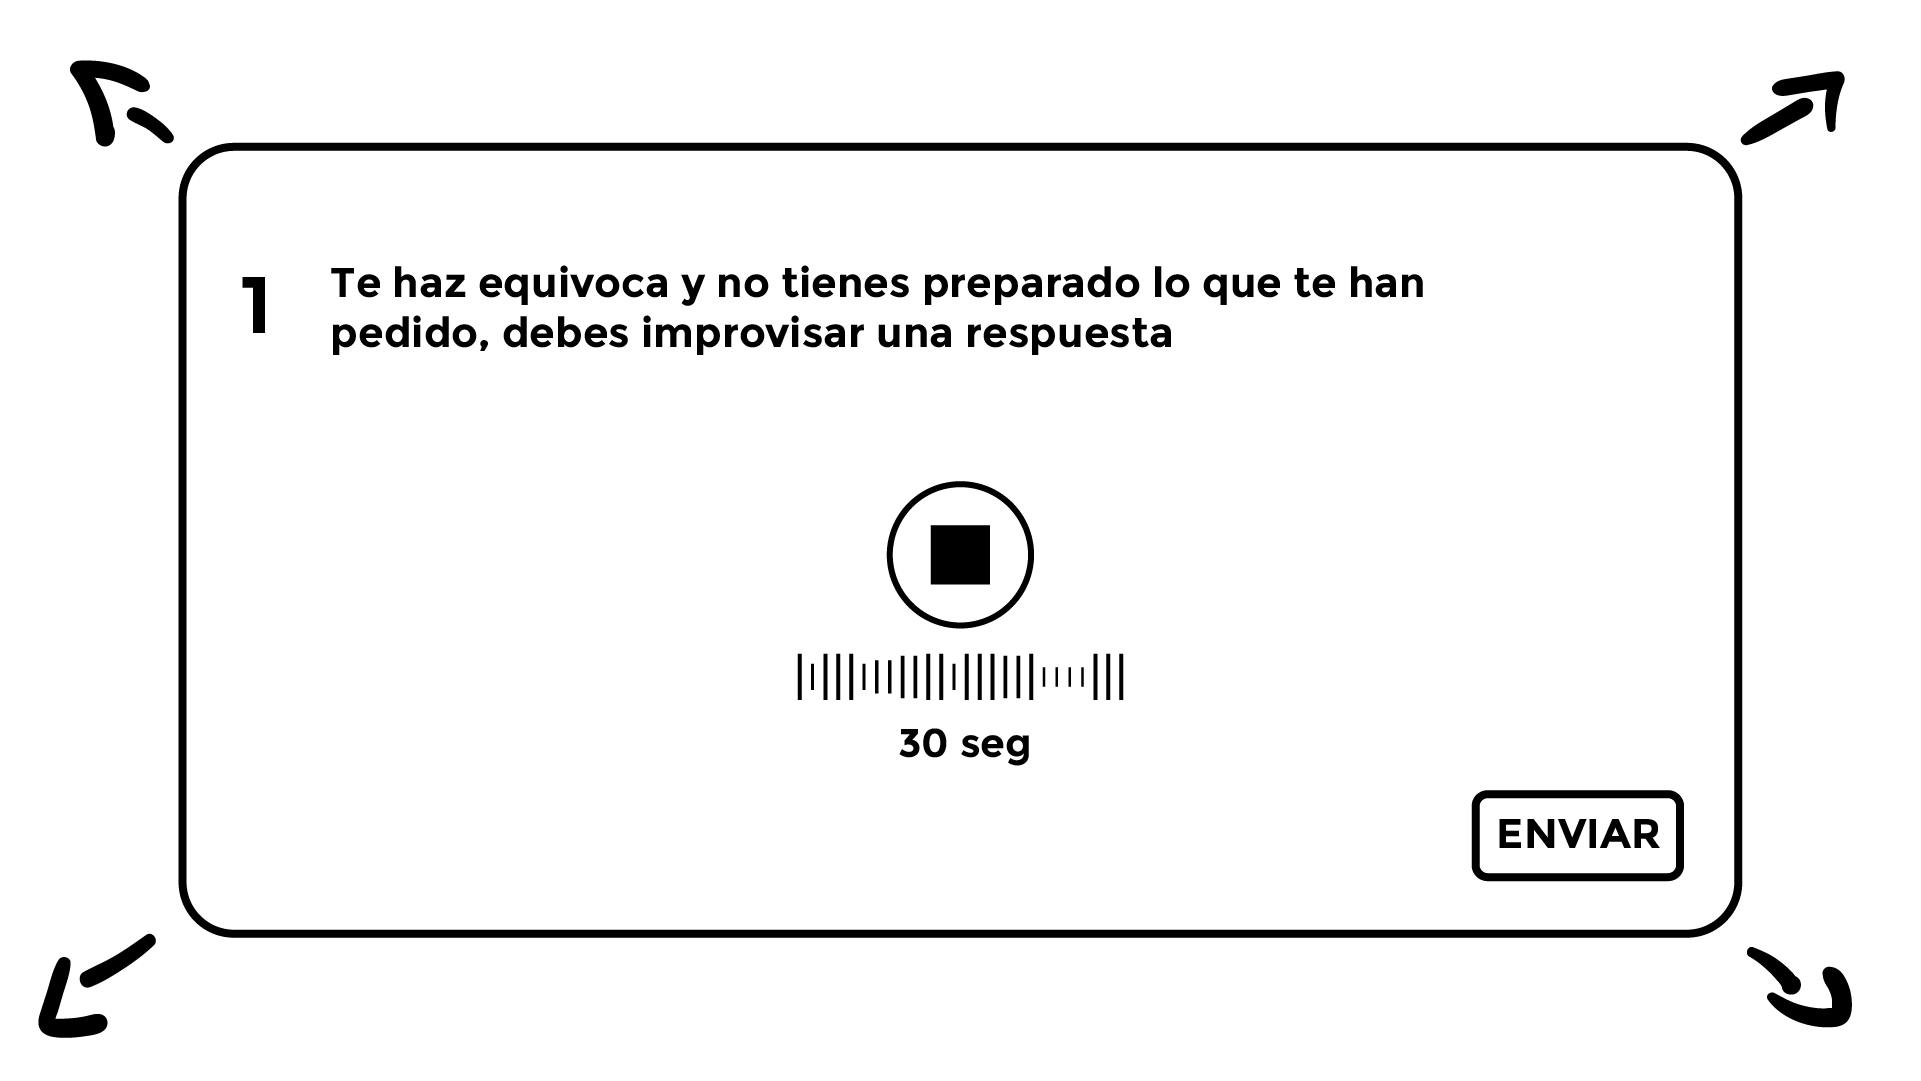 1
Te haz equivoca y no tienes preparado lo que te han
pedido, debes improvisar una respuesta
30 seg
ENVIAR